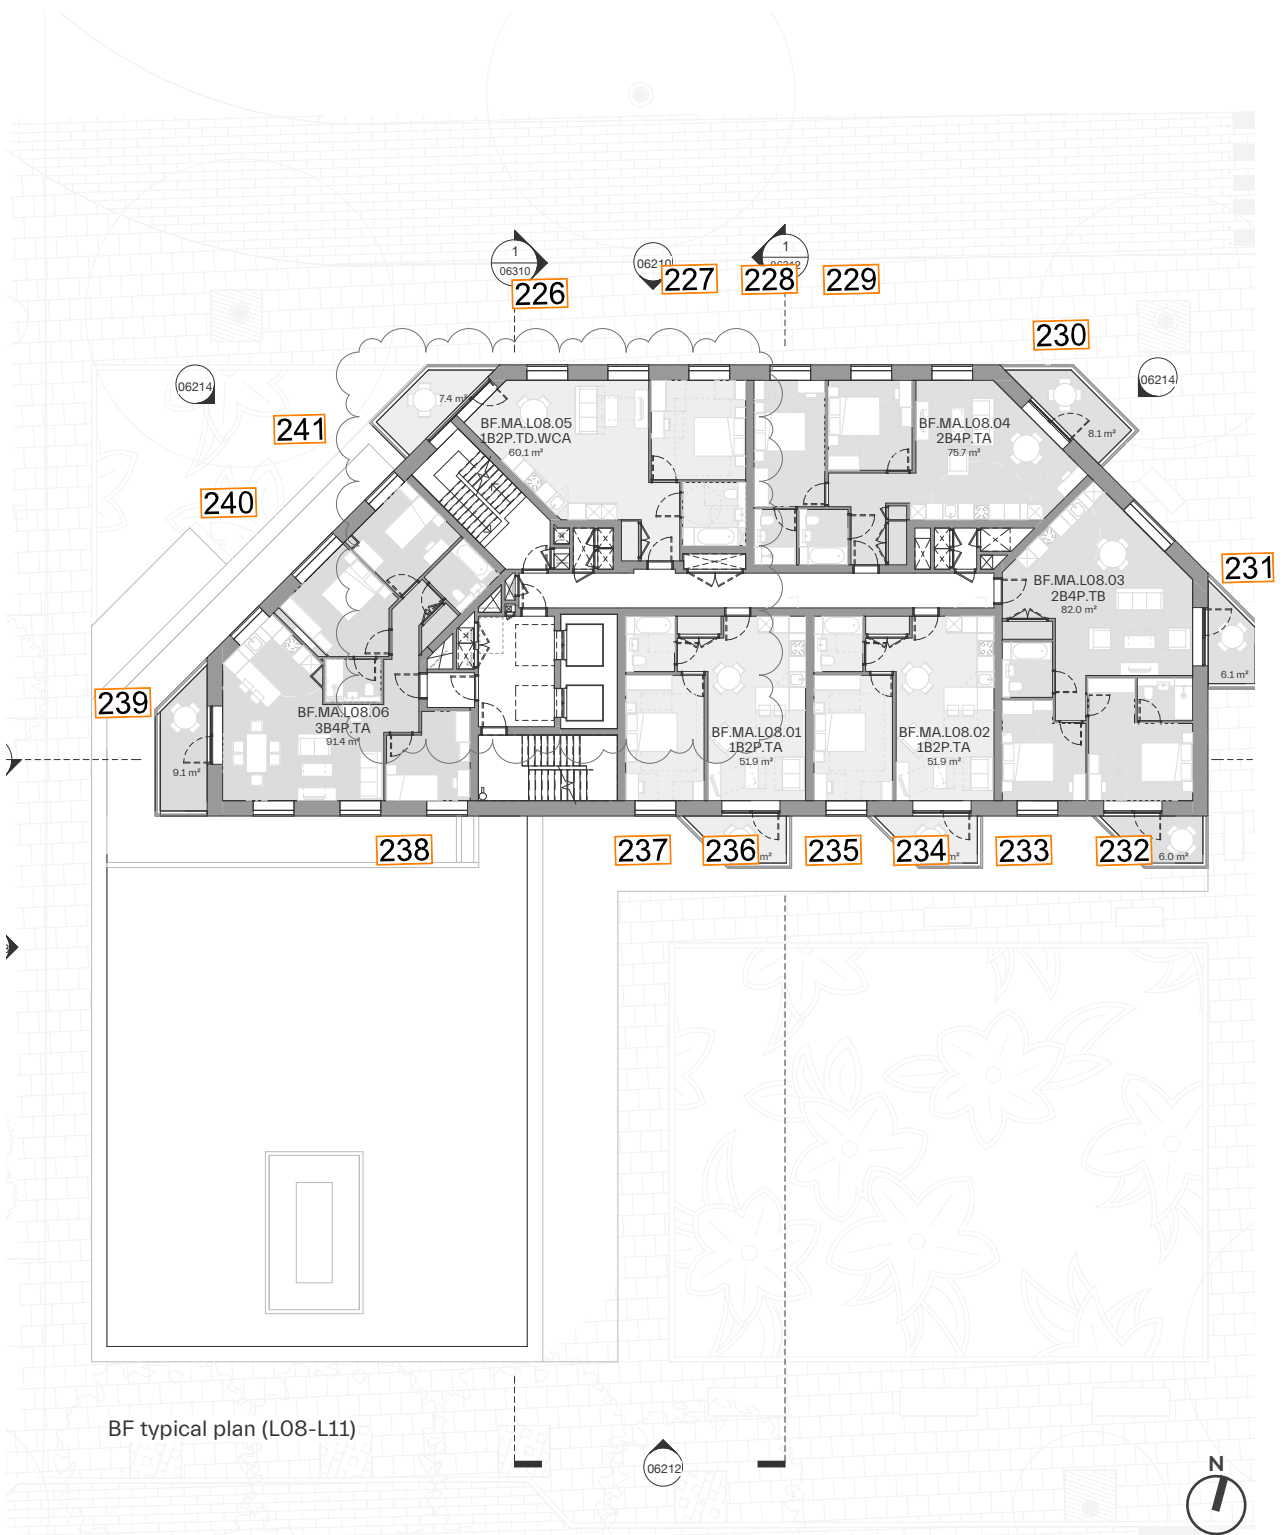 1
06310
06210
1
226
227
228
229
230
06214
06214
7.4 m²
BF.MA.L08.05
1B2P.TD.WCA
60.1 m²
BF.MA.L08.04
2B4P.TA
75.7 m²
8.1 m²
241
240
BF.MA.L08.03
2B4P.TB
82.0 m²
231
6.1 m²
239
BF.MA.L08.06
3B4P.TA
91.4 m²
9.1 m²
BF.MA.L08.01
1B2P.TA
51.9 m²
BF.MA.L08.02
1B2P.TA
51.9 m²
238
237
236
m²
235
234
m²
233
232
6.0 m²
BF typical plan (L08-L11)
06212
N